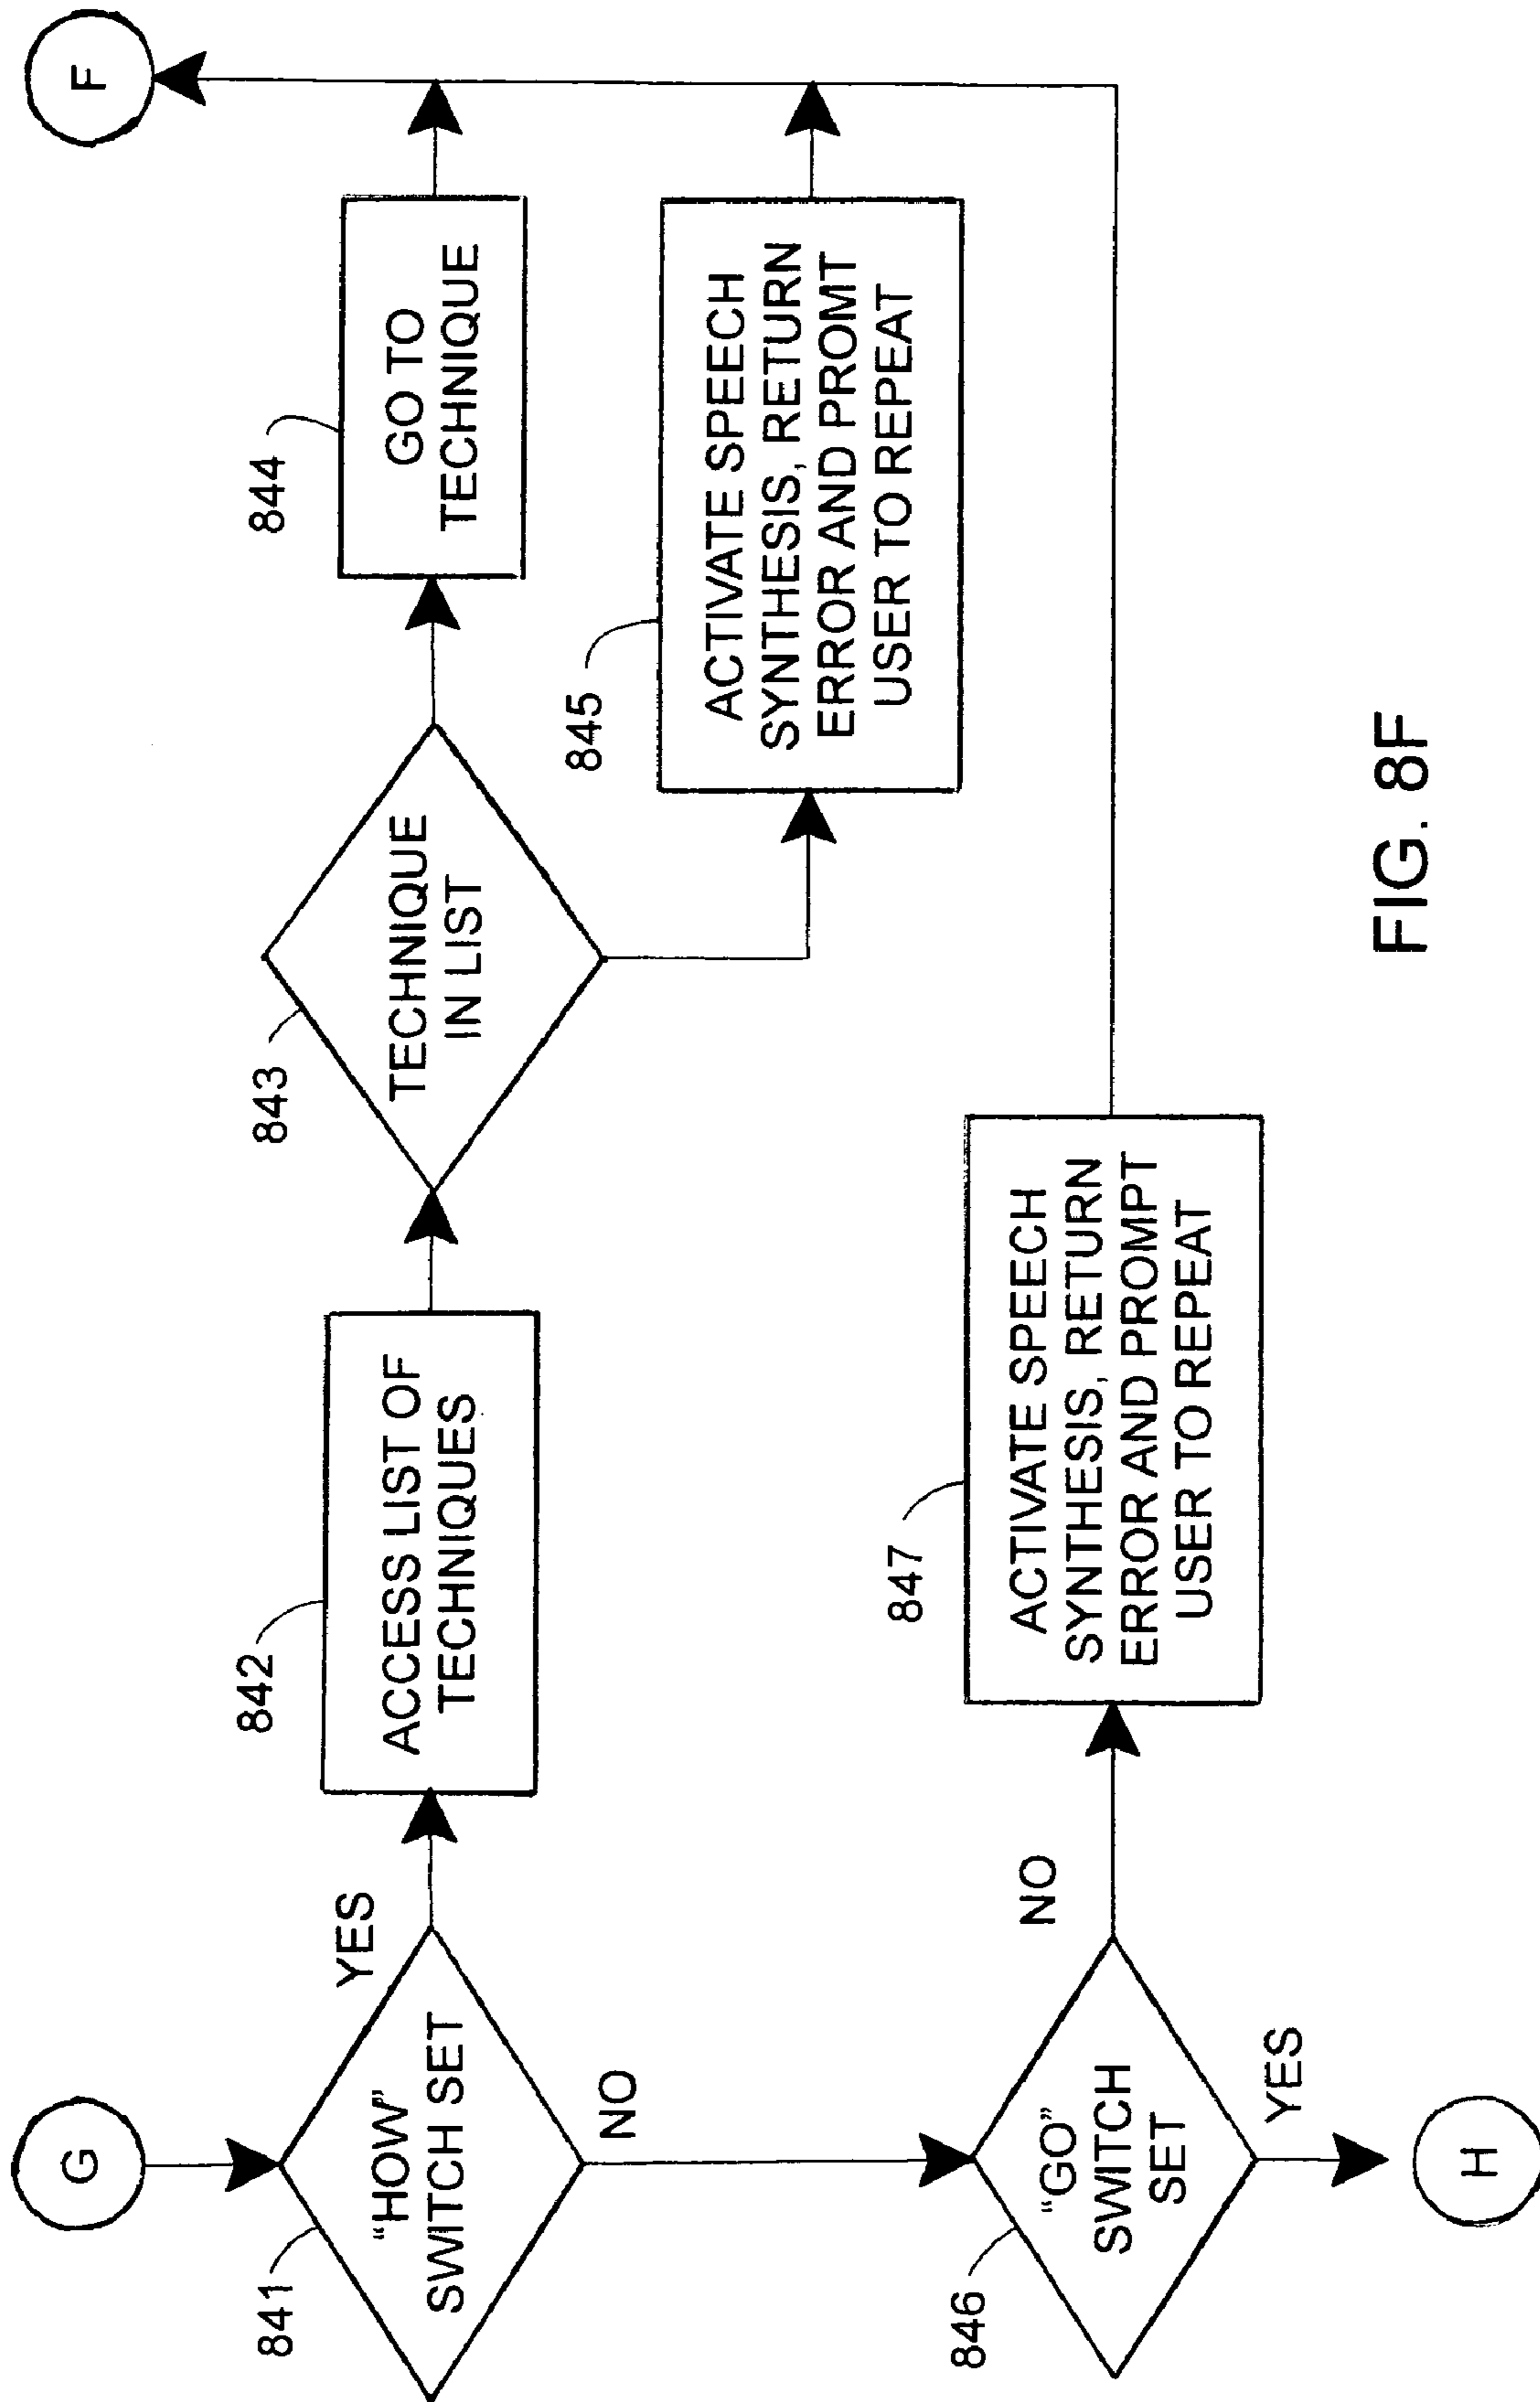 G
F
841
"HOW"
SWITCH SET
YES
NO
842
ACCESS LIST OF
TECHNIQUES
843
TECHNIQUE
IN LIST
844
GO TO
TECHNIQUE
845
ACTIVATE SPEECH
SYNTHESIS, RETURN
ERROR AND PROMT
USER TO REPEAT
846
"GO"
SWITCH
SET
NO
YES
847
ACTIVATE SPEECH
SYNTHESIS, RETURN
ERROR AND PROMPT
USER TO REPEAT
H
FIG. 8F